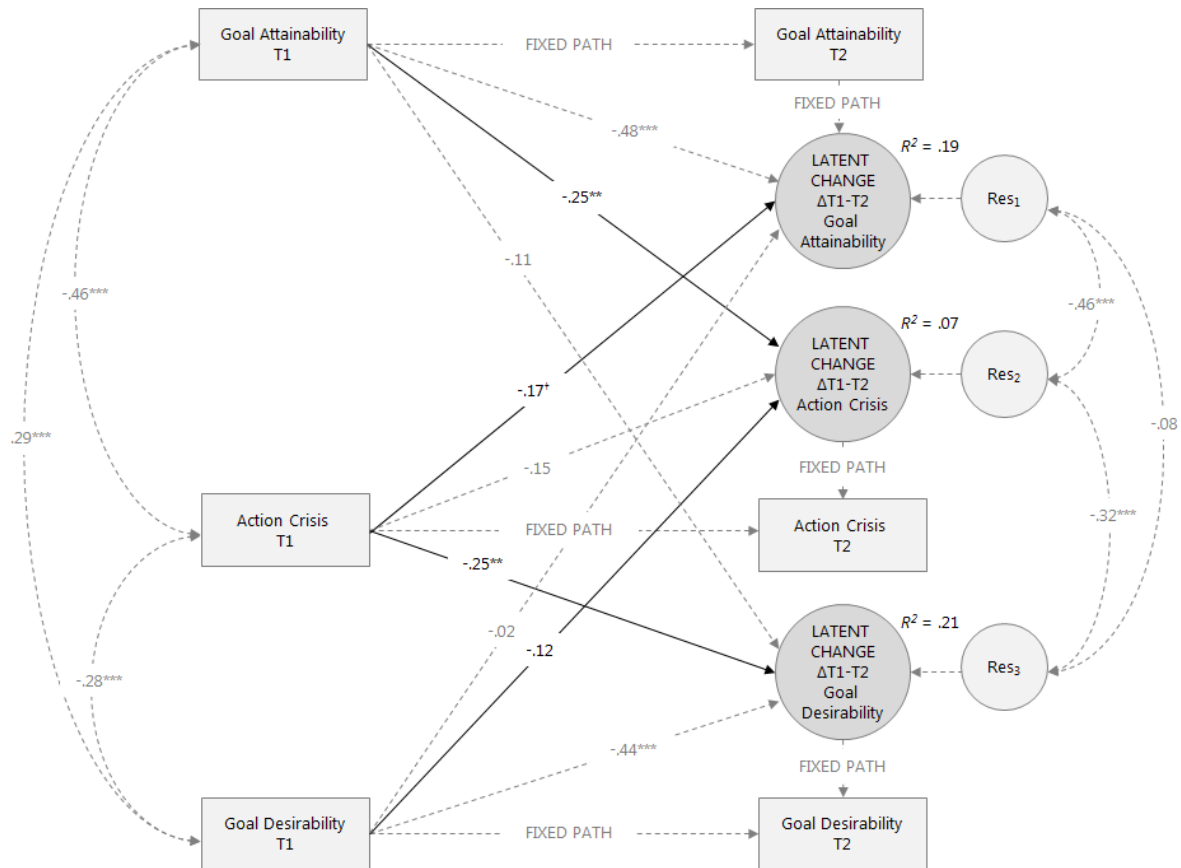 Goal Attainability
T1
FIXED PATH
Goal Attainability
T2
FIXED PATH
-.48***
R² = .19
LATENT
CHANGE
ΔT1-T2
Goal
Attainability
Res₁
-.25**
-.11
-.46***
-.46***
R² = .07
LATENT
CHANGE
ΔT1-T2
Action Crisis
Res₂
-.17†
.29***
-.08
-.15
FIXED PATH
Action Crisis
T1
FIXED PATH
Action Crisis
T2
-.32***
-.25**
R² = .21
-.02
-.12
LATENT
CHANGE
ΔT1-T2
Goal
Desirability
Res₃
-.28***
-.44***
FIXED PATH
Goal Desirability
T1
FIXED PATH
Goal Desirability
T2